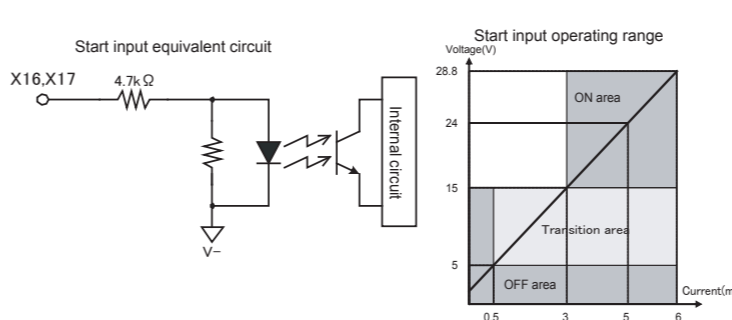 Start input equivalent circuit
X16,X17
4.7kΩ
Internal circuit
V−
Start input operating range
Voltage(V)
28.8
24
15
5
ON area
Transition area
OFF area
0.5 3 5 6
Current(m